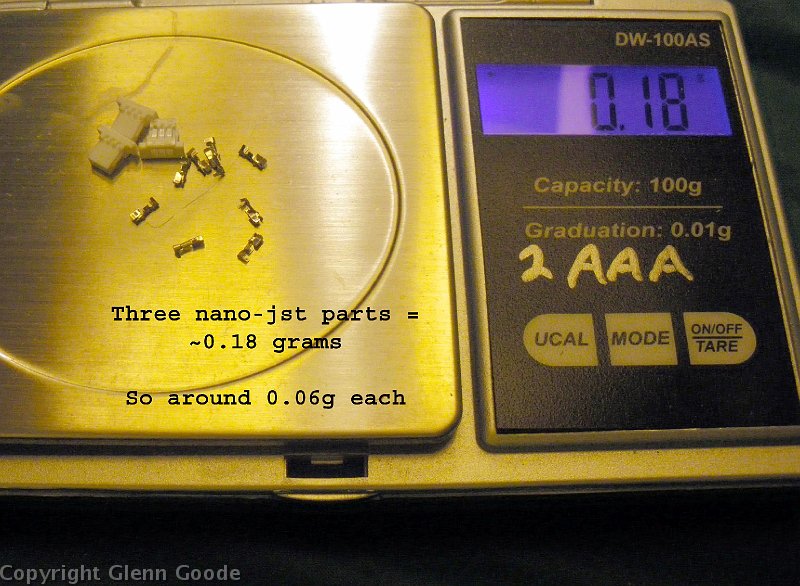 DW-100AS
0.18
Capacity: 100g
Graduation: 0.01g
2 AAA
UCAL MODE ON/OFF
TARE
Three nano-jst parts =
~0.18 grams
So around 0.06g each
Copyright Glenn Goode